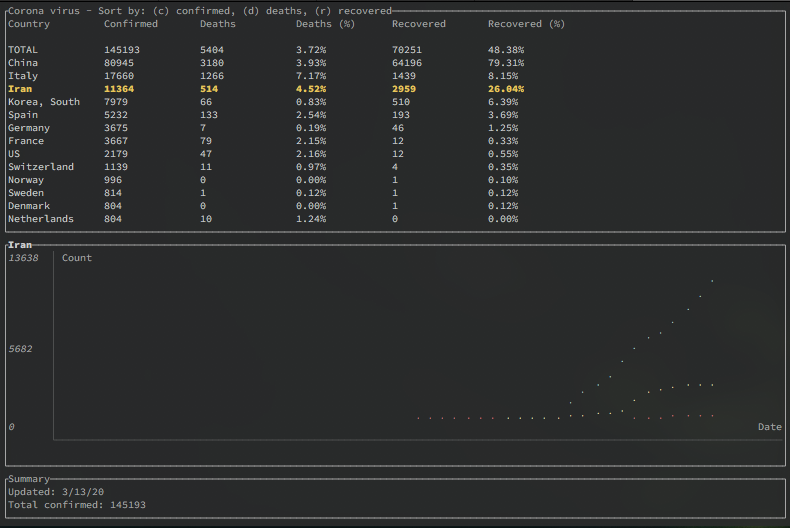 Corona virus - Sort by: (c) confirmed, (d) deaths, (r) recovered
Country Confirmed Deaths Deaths (%) Recovered Recovered (%)
TOTAL 145193 5404 3.72% 70251 48.38%
China 80945 3180 3.93% 64196 79.31%
Italy 17660 1266 7.17% 1439 8.15%
Iran 11364 514 4.52% 2959 26.04%
Korea, South 7979 66 0.83% 510 6.39%
Spain 5232 133 2.54% 193 3.69%
Germany 3675 7 0.19% 46 1.25%
France 3667 79 2.15% 12 0.33%
US 2179 47 2.16% 12 0.55%
Switzerland 1139 11 0.97% 4 0.35%
Norway 996 0 0.00% 1 0.10%
Sweden 814 1 0.12% 1 0.12%
Denmark 804 0 0.00% 1 0.12%
Netherlands 804 10 1.24% 0 0.00%
Iran
13638 Count
5682
0 Date
Summary
Updated: 3/13/20
Total confirmed: 145193